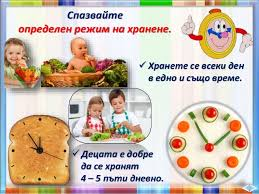 Спазвайте
определен режим на хранене.
✓ Хранете се всеки ден
в едно и също време.
✓ Децата е добре
да се хранят
4 – 5 пъти дневно.